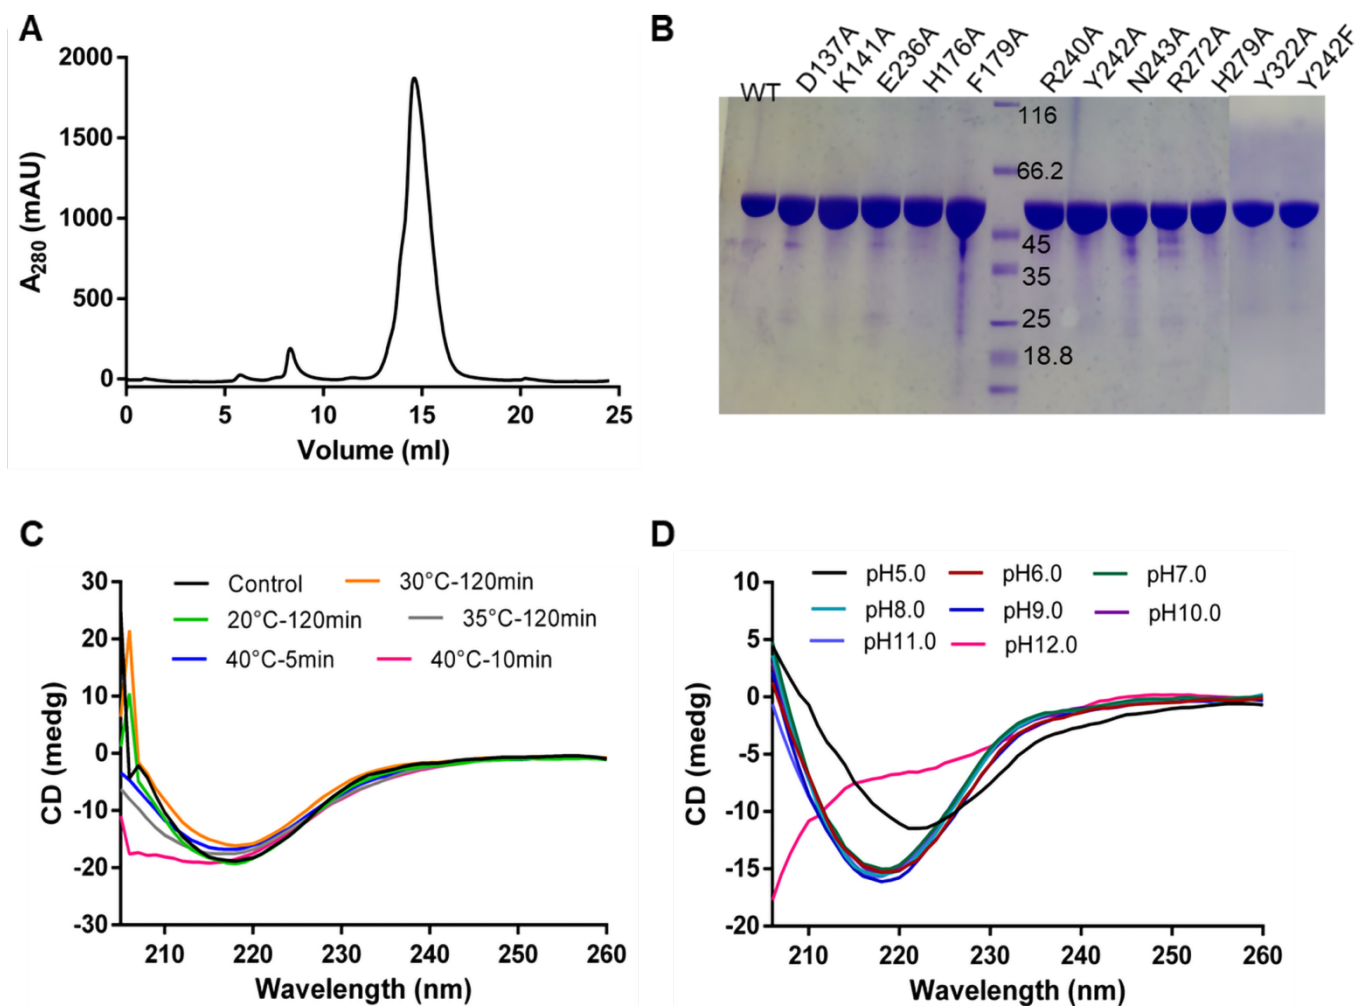 A
2000
1500
1000
500
0
A280 (mAU)
0 5 10 15 20 25
Volume (ml)
B
WT D137A K141A E236A H176A F179A R240A Y242A N243A R272A H279A Y322A Y242F
116
66.2
45
35
25
18.8
C
30
20
10
0
-10
-20
-30
CD (medg)
Control 30°C-120min
20°C-120min 35°C-120min
40°C-5min 40°C-10min
210 220 230 240 250 260
Wavelength (nm)
D
10
5
0
-5
-10
-15
-20
CD (medg)
pH5.0 pH6.0 pH7.0
pH8.0 pH9.0 pH10.0
pH11.0 pH12.0
210 220 230 240 250 260
Wavelength (nm)